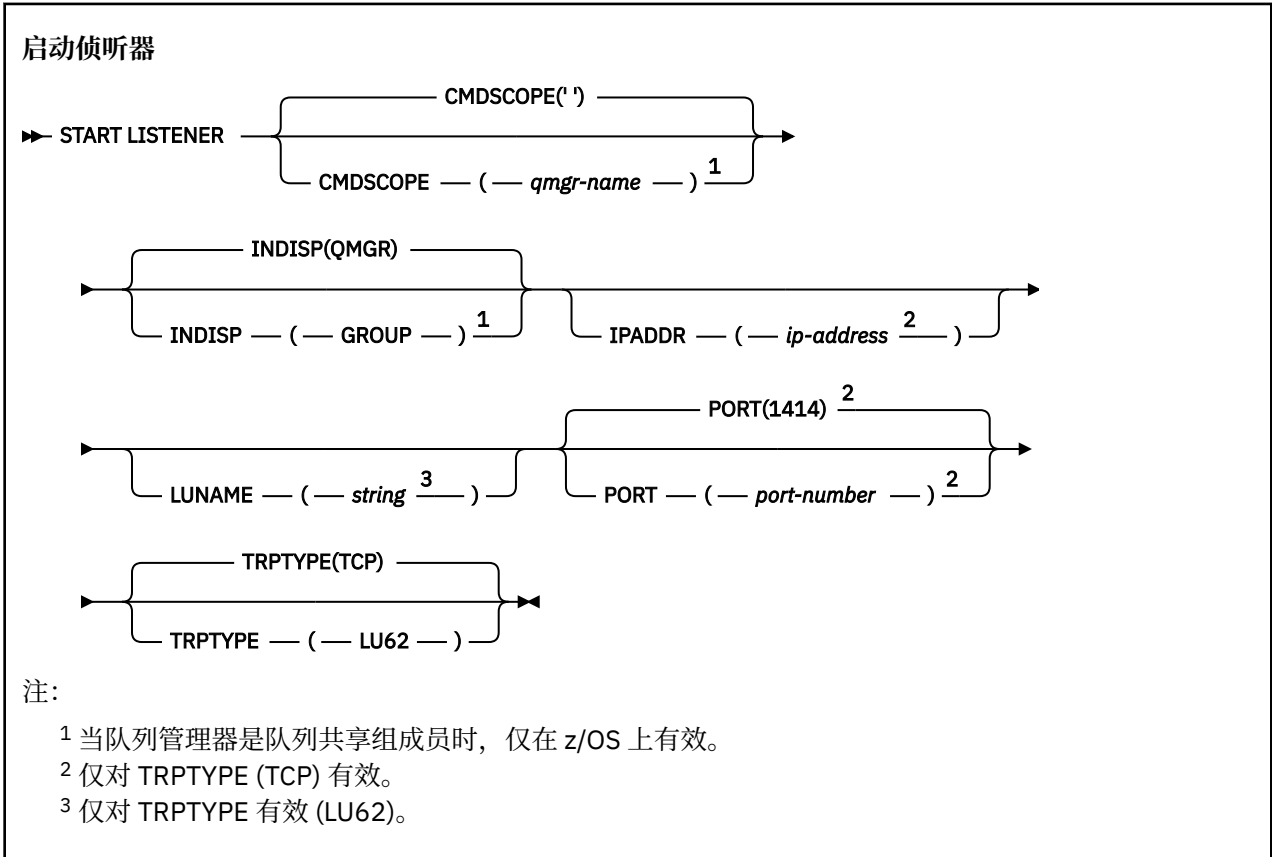 启动侦听器
CMDSCOPE(' ')
START LISTENER
CMDSCOPE ( qmgr-name ) 1
INDISP(QMGR)
INDISP ( GROUP ) 1
IPADDR ( ip-address 2 )
PORT(1414) 2
LUNAME ( string 3 )
PORT ( port-number ) 2
TRPTYPE(TCP)
TRPTYPE ( LU62 )
注:
1 当队列管理器是队列共享组成员时，仅在 z/OS 上有效。
2 仅对 TRPTYPE (TCP) 有效。
3 仅对 TRPTYPE 有效 (LU62)。